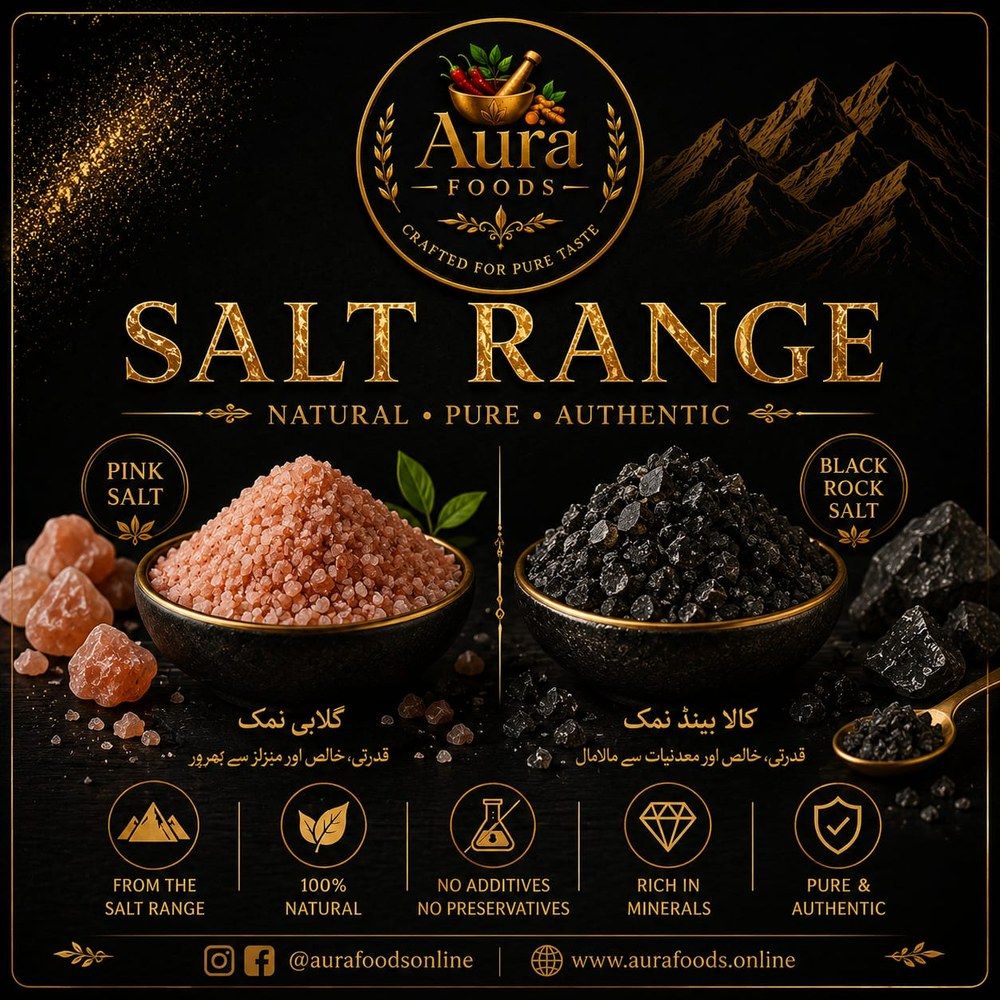 Aura
FOODS
CRAFTED FOR PURE TASTE
SALT RANGE
NATURAL • PURE • AUTHENTIC
PINK
SALT
BLACK
ROCK
SALT
گلابی نمک
قدرتی، خالص اور منرلز سے بھرور
کالا بینڈ نمک
قدرتی، خالص اور معدنیات سے مالامال
FROM THE
SALT RANGE
100%
NATURAL
NO ADDITIVES
NO PRESERVATIVES
RICH IN
MINERALS
PURE &
AUTHENTIC
@aurafoodsonline
www.aurafoods.online